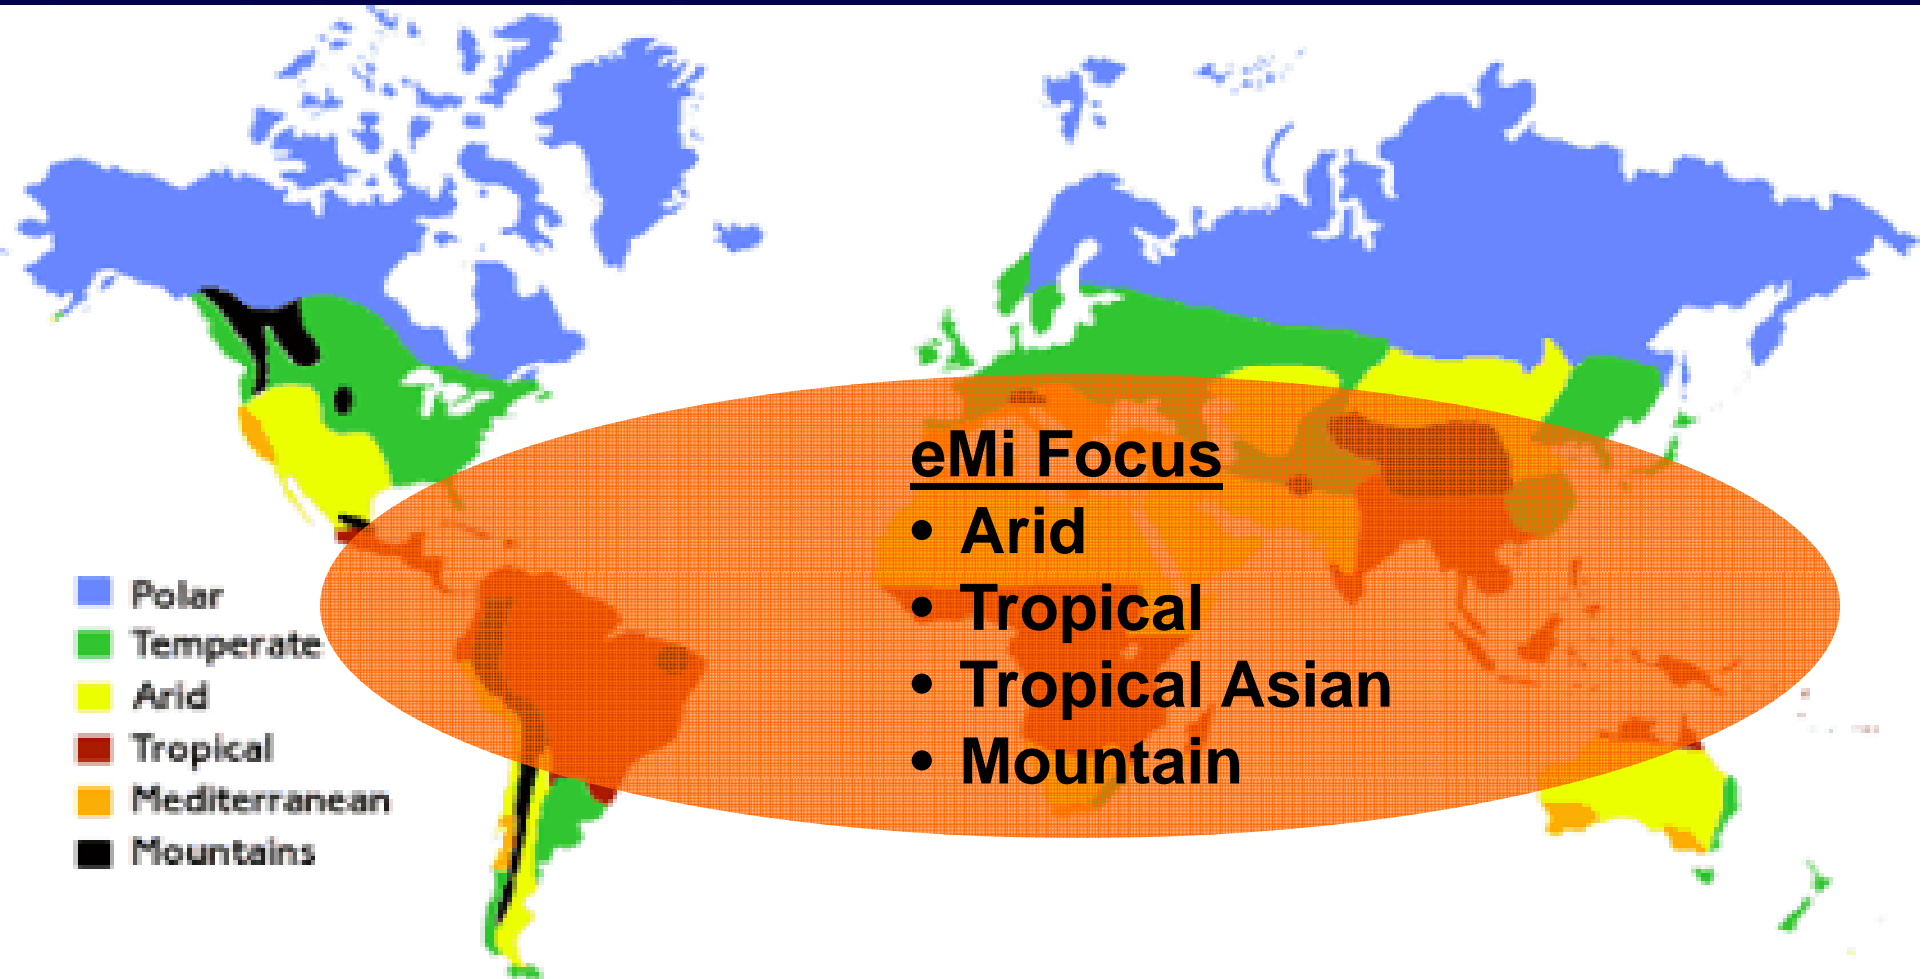 eMi Focus
• Arid
• Tropical
• Tropical Asian
• Mountain
Polar
Temperate
Arid
Tropical
Mediterranean
Mountains